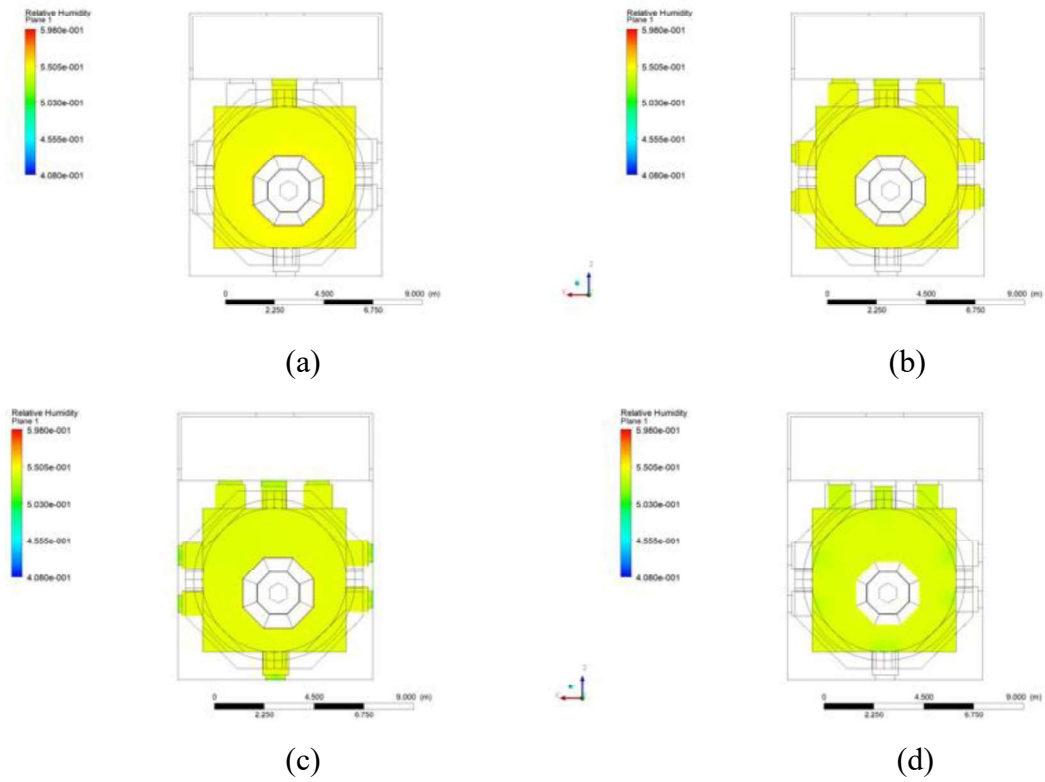 Relative Humidity
Plane 1
5.980e-001
5.505e-001
5.030e-001
4.555e-001
4.080e-001
0 4.500 9.000 (m)
2.250 6.750
(a)
Relative Humidity
Plane 1
5.980e-001
5.505e-001
5.030e-001
4.555e-001
4.080e-001
Z
X
0 4.500 9.000 (m)
2.250 6.750
(b)
Relative Humidity
Plane 1
5.980e-001
5.505e-001
5.030e-001
4.555e-001
4.080e-001
0 4.500 9.000 (m)
2.250 6.750
(c)
Relative Humidity
Plane 1
5.980e-001
5.505e-001
5.030e-001
4.555e-001
4.080e-001
Z
X
0 4.500 9.000 (m)
2.250 6.750
(d)